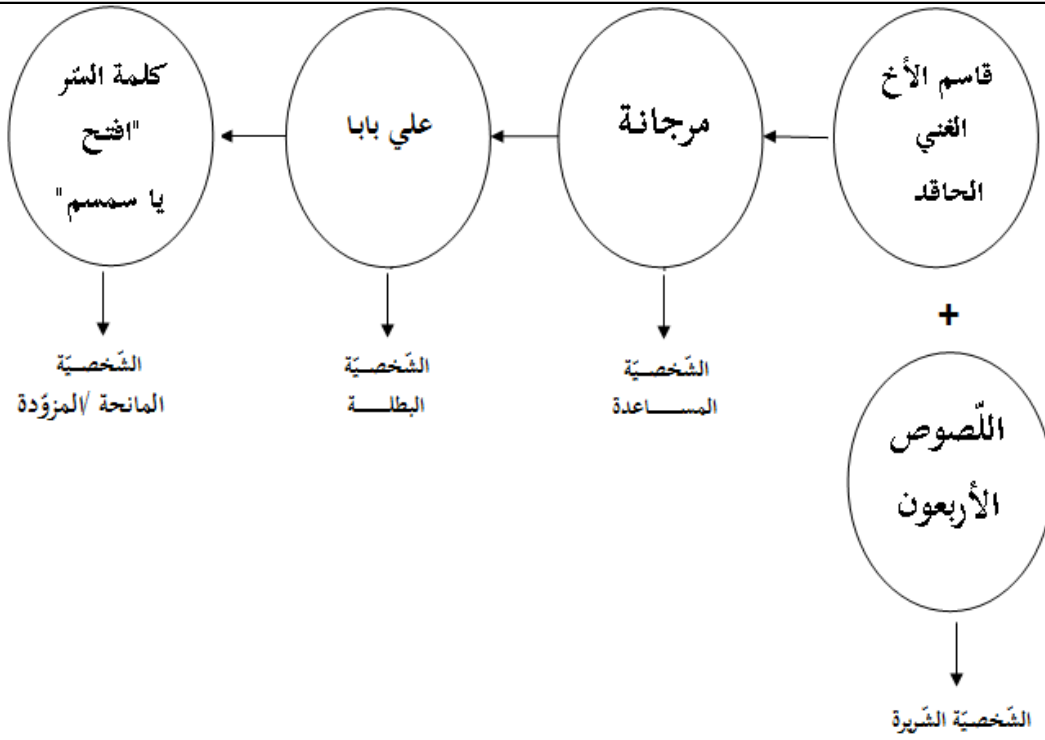 قاسم الأخ
الغني
الحاقد
مرجانة
علي بابا
كلمة السّر
"افتح
يا سمسم"
+
الشّخصيّة
المساعدة
الشّخصيّة
البطلة
الشّخصيّة
المانحة /المزوّدة
اللّصوص
الأربعون
الشّخصيّة الشّريرة